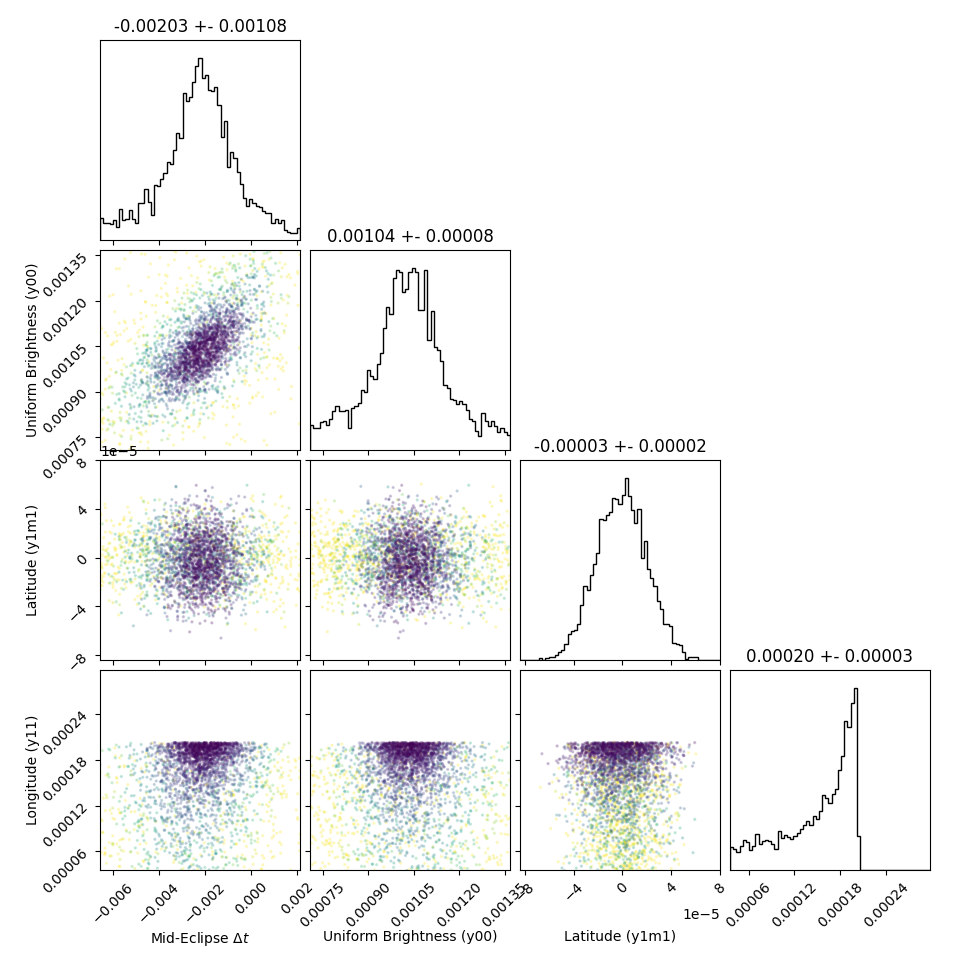 -0.00203 +- 0.00108
0.00104 +- 0.00008
Uniform Brightness (y00)
0.00135
0.00120
0.00105
0.00090
0.00075
1e−5
-0.00003 +- 0.00002
Latitude (y1m1)
8
4
0
−4
−8
0.00020 +- 0.00003
Longitude (y11)
0.00024
0.00018
0.00012
0.00006
−0.006
−0.004
−0.002
0.000
0.002
Mid-Eclipse Δt
0.00075
0.00090
0.00105
0.00120
0.00135
Uniform Brightness (y00)
−8
−4
0
4
8
1e−5
Latitude (y1m1)
0.00006
0.00012
0.00018
0.00024